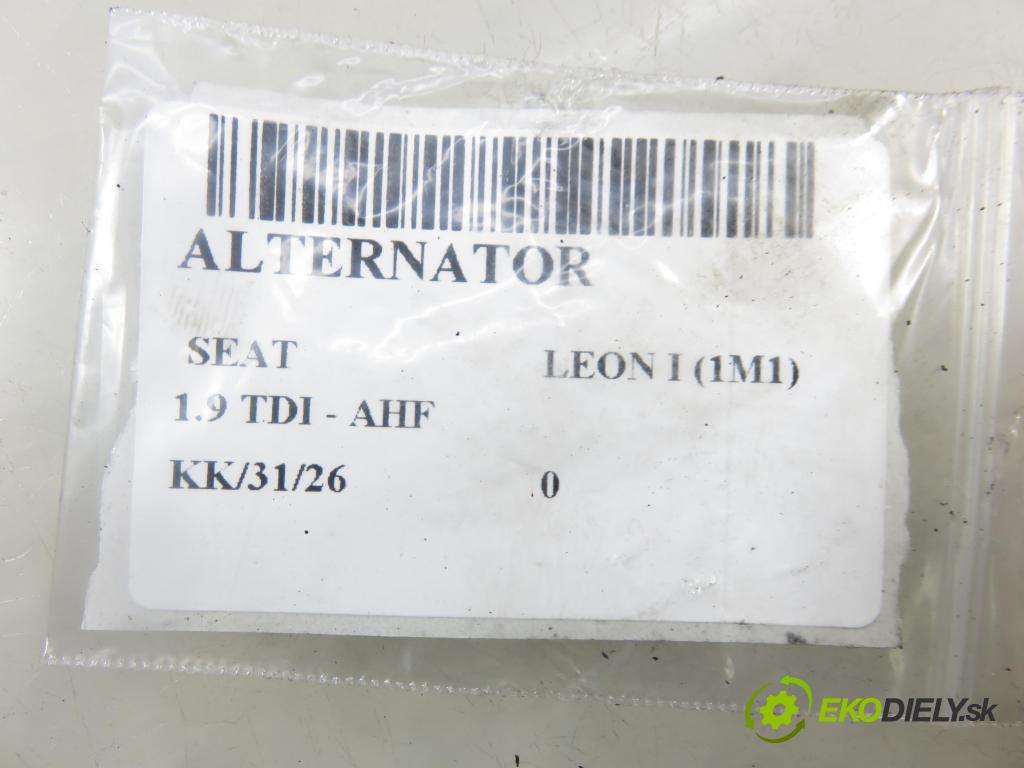 ALTERNATOR
SEAT LEON I (1M1)
1.9 TDI - AHF
KK/31/26 0
EKODIELY.sk